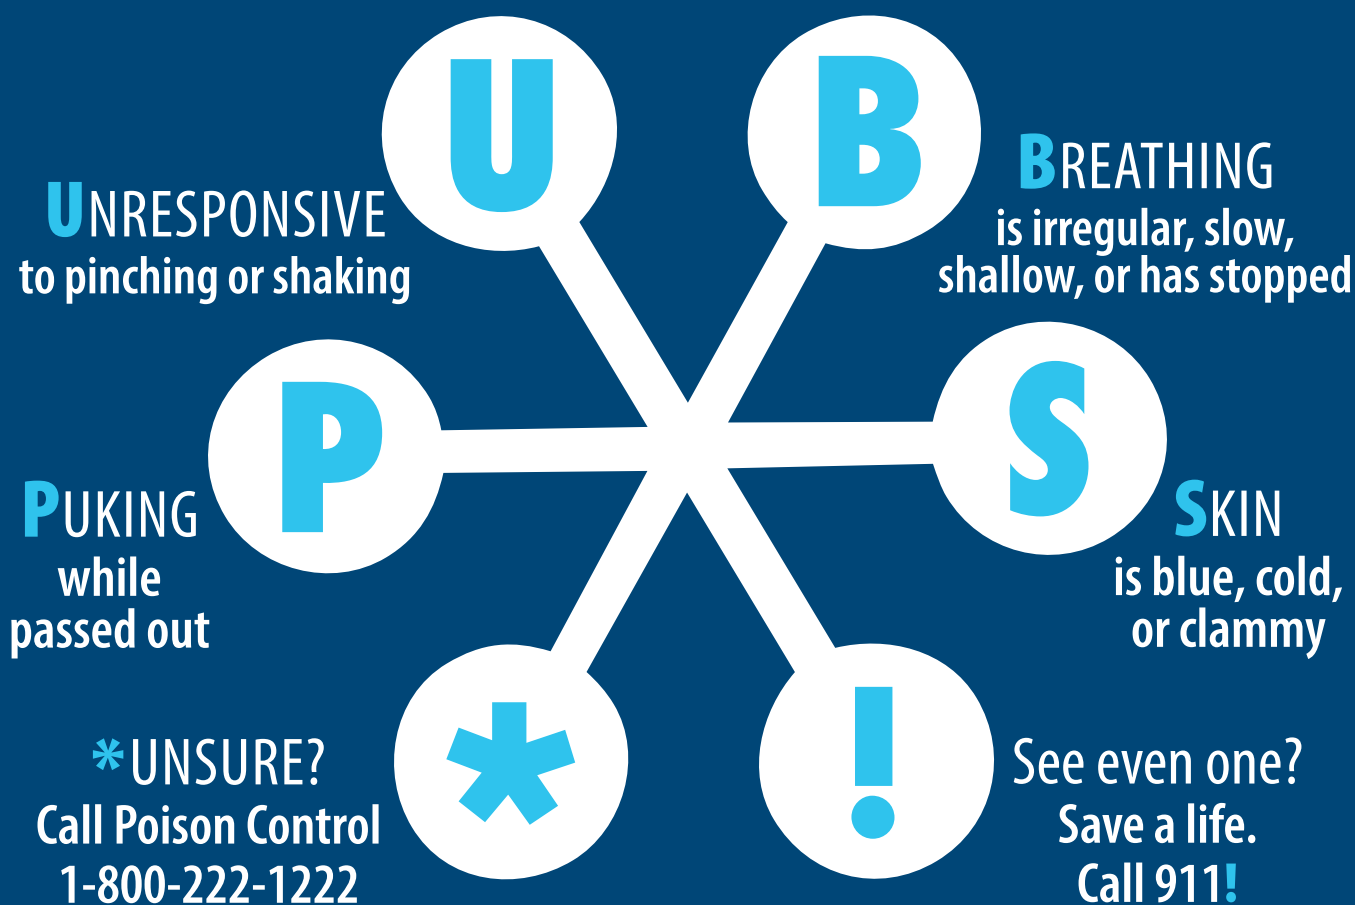 U
B
UNRESPONSIVE
to pinching or shaking
BREATHING
is irregular, slow,
shallow, or has stopped
P
S
PUKING
while
passed out
SKIN
is blue, cold,
or clammy
*
!
*UNSURE?
Call Poison Control
1-800-222-1222
See even one?
Save a life.
Call 911!